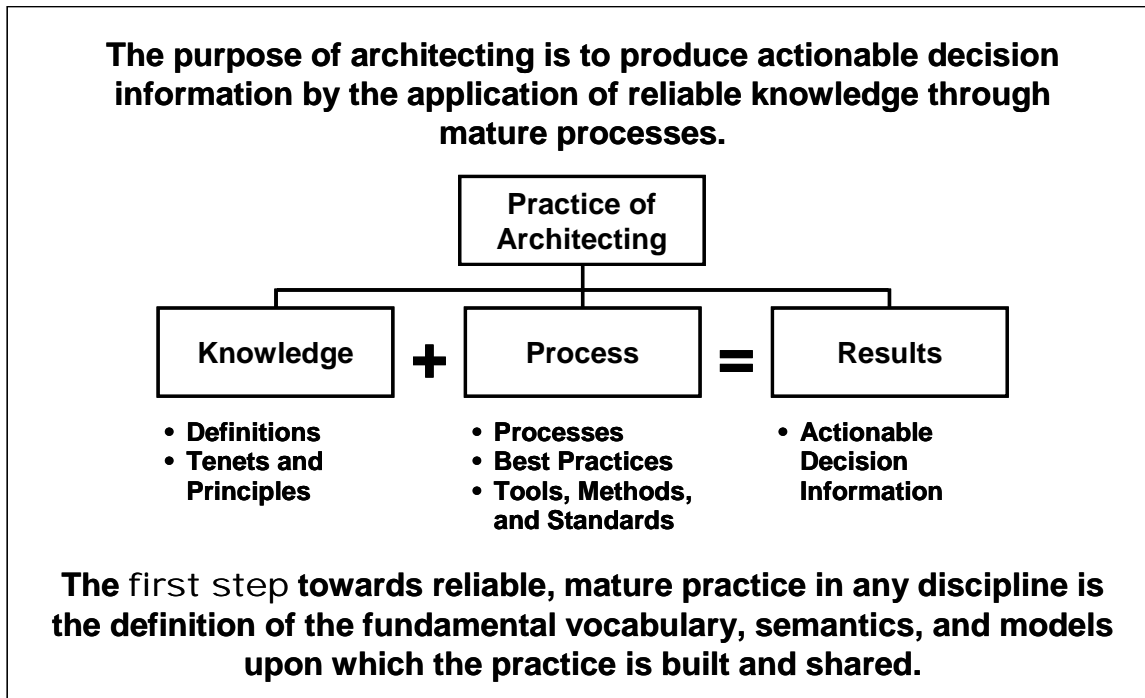 The purpose of architecting is to produce actionable decision
information by the application of reliable knowledge through
mature processes.
Practice of
Architecting
Knowledge + Process = Results
• Definitions
• Tenets and
Principles
• Processes
• Best Practices
• Tools, Methods,
and Standards
• Actionable
Decision
Information
The first step towards reliable, mature practice in any discipline is
the definition of the fundamental vocabulary, semantics, and models
upon which the practice is built and shared.